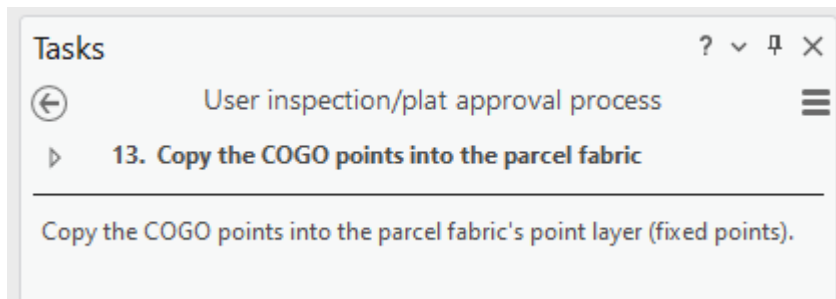 Tasks
?
User inspection/plat approval process
13. Copy the COGO points into the parcel fabric
Copy the COGO points into the parcel fabric's point layer (fixed points).